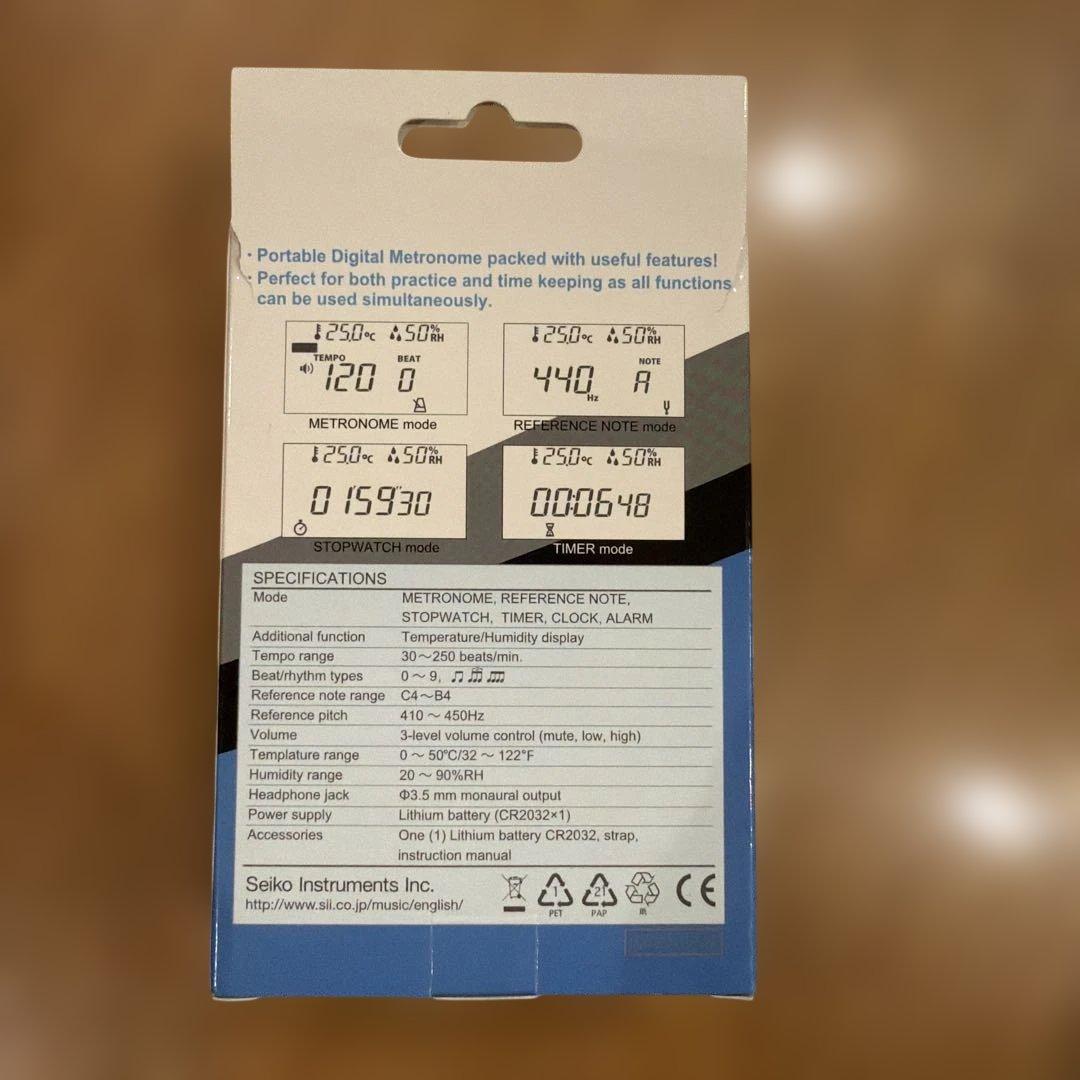 · Portable Digital Metronome packed with useful features!
· Perfect for both practice and time keeping as all functions
can be used simultaneously.
25.0°C 50%RH
TEMPO BEAT
120 0
METRONOME mode
25.0°C 50%RH
NOTE
440Hz A
REFERENCE NOTE mode
25.0°C 50%RH
01'59"30
STOPWATCH mode
25.0°C 50%RH
00:0648
TIMER mode
SPECIFICATIONS
Mode METRONOME, REFERENCE NOTE,
STOPWATCH, TIMER, CLOCK, ALARM
Additional function Temperature/Humidity display
Tempo range 30～250 beats/min.
Beat/rhythm types 0～9,
Reference note range C4～B4
Reference pitch 410～450Hz
Volume 3-level volume control (mute, low, high)
Templature range 0～50℃/32～122°F
Humidity range 20～90%RH
Headphone jack Φ3.5 mm monaural output
Power supply Lithium battery (CR2032×1)
Accessories One (1) Lithium battery CR2032, strap,
instruction manual
Seiko Instruments Inc.
http://www.sii.co.jp/music/english/
1 21 CE
PET PAP